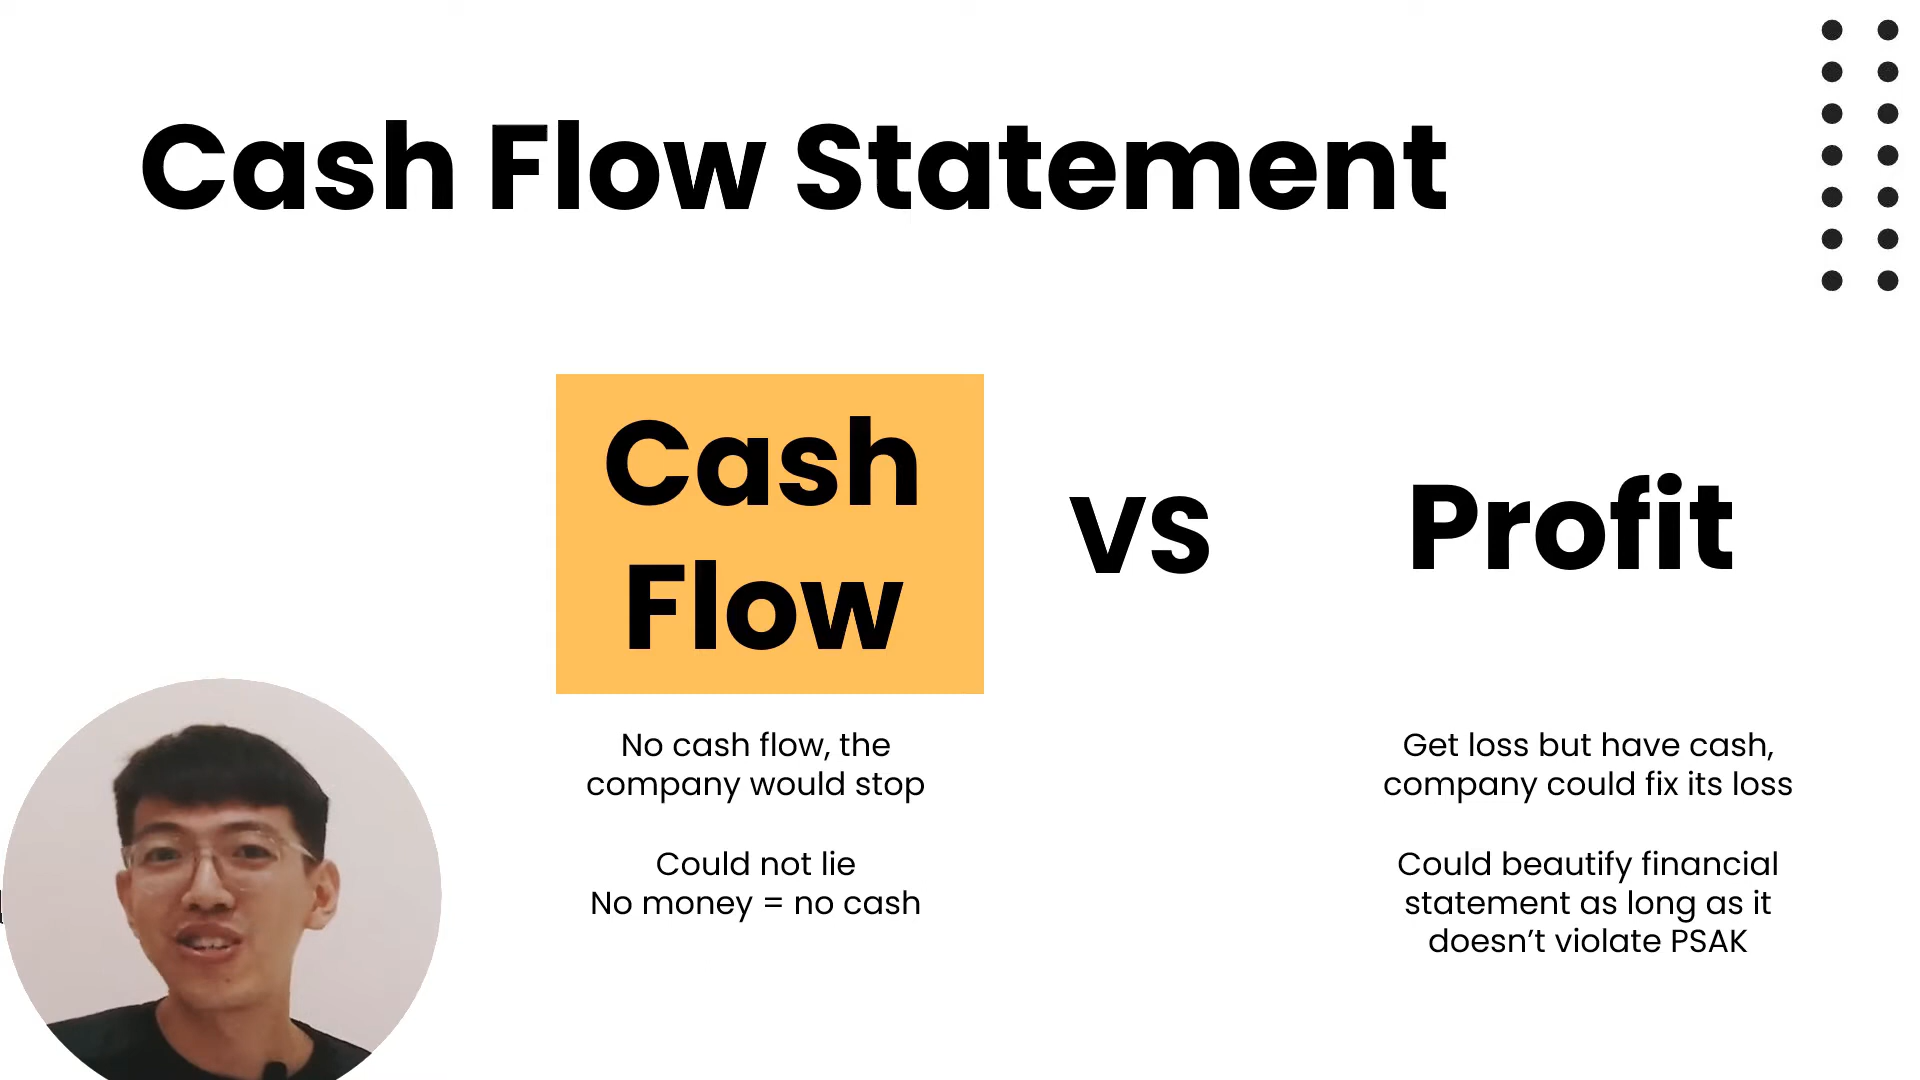 Cash Flow Statement
Cash
Flow
VS
Profit
No cash flow, the
company would stop
Could not lie
No money = no cash
Get loss but have cash,
company could fix its loss
Could beautify financial
statement as long as it
doesn’t violate PSAK